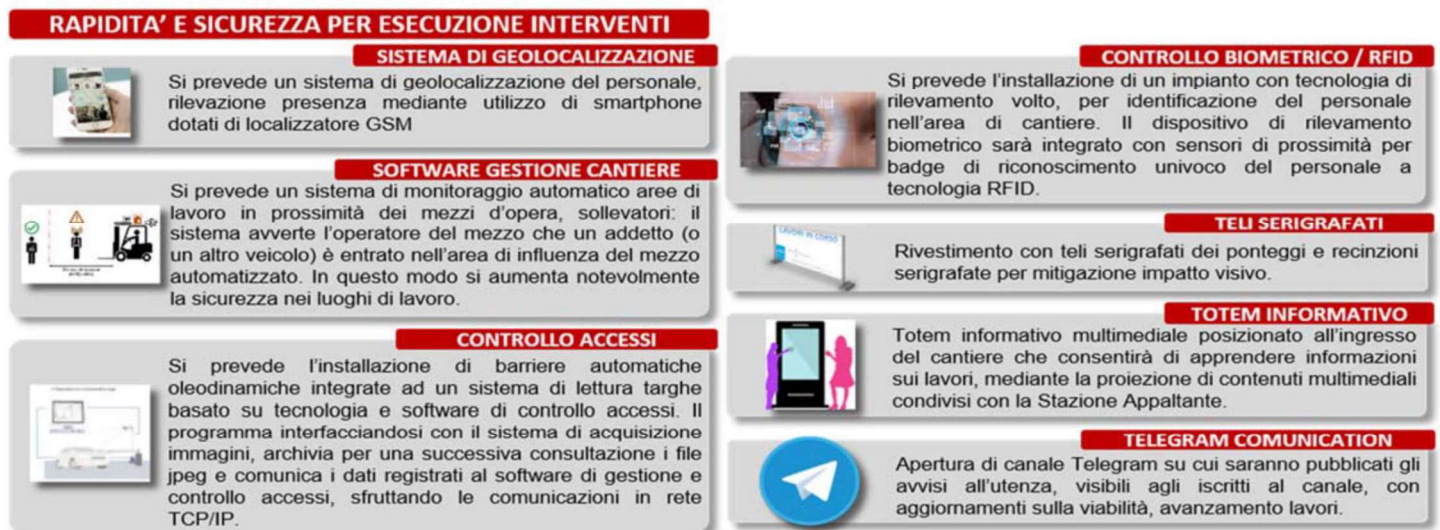 RAPIDITA' E SICUREZZA PER ESECUZIONE INTERVENTI
SISTEMA DI GEOLOCALIZZAZIONE
Si prevede un sistema di geolocalizzazione del personale,
rilevazione presenza mediante utilizzo di smartphone
dotati di localizzatore GSM
SOFTWARE GESTIONE CANTIERE
Si prevede un sistema di monitoraggio automatico aree di
lavoro in prossimità dei mezzi d'opera, sollevatori: il
sistema avverte l'operatore del mezzo che un addetto (o
un altro veicolo) è entrato nell'area di influenza del mezzo
automatizzato. In questo modo si aumenta notevolmente
la sicurezza nei luoghi di lavoro.
CONTROLLO ACCESSI
Si prevede l'installazione di barriere automatiche
oleodinamiche integrate ad un sistema di lettura targhe
basato su tecnologia e software di controllo accessi. Il
programma interfacciandosi con il sistema di acquisizione
immagini, archivia per una successiva consultazione i file
jpeg e comunica i dati registrati al software di gestione e
controllo accessi, sfruttando le comunicazioni in rete
TCP/IP.
CONTROLLO BIOMETRICO / RFID
Si prevede l'installazione di un impianto con tecnologia di
rilevamento volto, per identificazione del personale
nell'area di cantiere. Il dispositivo di rilevamento
biometrico sarà integrato con sensori di prossimità per
badge di riconoscimento univoco del personale a
tecnologia RFID.
TELI SERIGRAFATI
LAVORI IN CORSO
Rivestimento con teli serigrafati dei ponteggi e recinzioni
serigrafate per mitigazione impatto visivo.
TOTEM INFORMATIVO
Totem informativo multimediale posizionato all'ingresso
del cantiere che consentirà di apprendere informazioni
sui lavori, mediante la proiezione di contenuti multimediali
condivisi con la Stazione Appaltante.
TELEGRAM COMUNICATION
Apertura di canale Telegram su cui saranno pubblicati gli
avvisi all'utenza, visibili agli iscritti al canale, con
aggiornamenti sulla viabilità, avanzamento lavori.